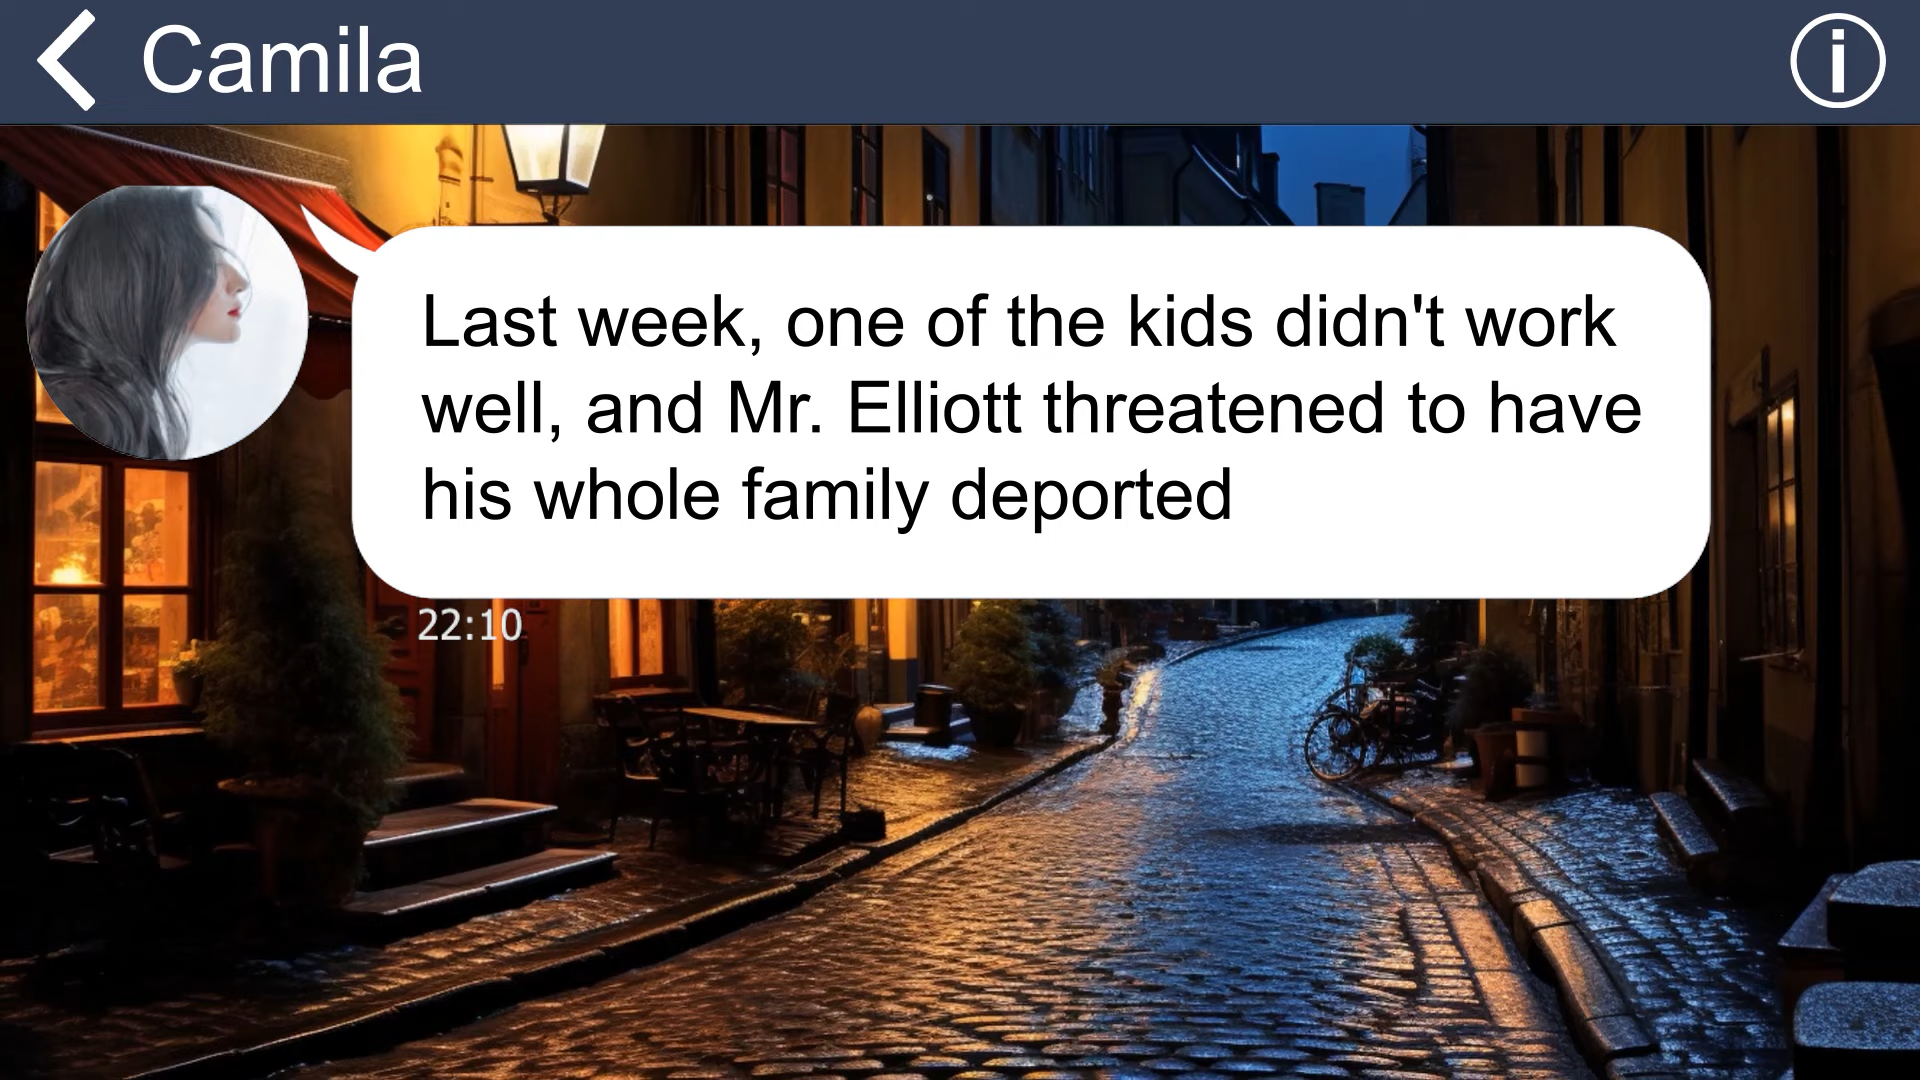 Camila
Last week, one of the kids didn't work
well, and Mr. Elliott threatened to have
his whole family deported
22:10